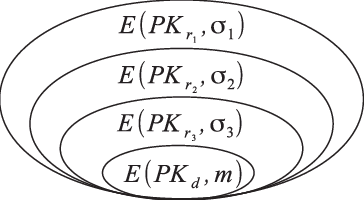 E(PK_{r_1}, σ_1)
E(PK_{r_2}, σ_2)
E(PK_{r_3}, σ_3)
E(PK_d, m)